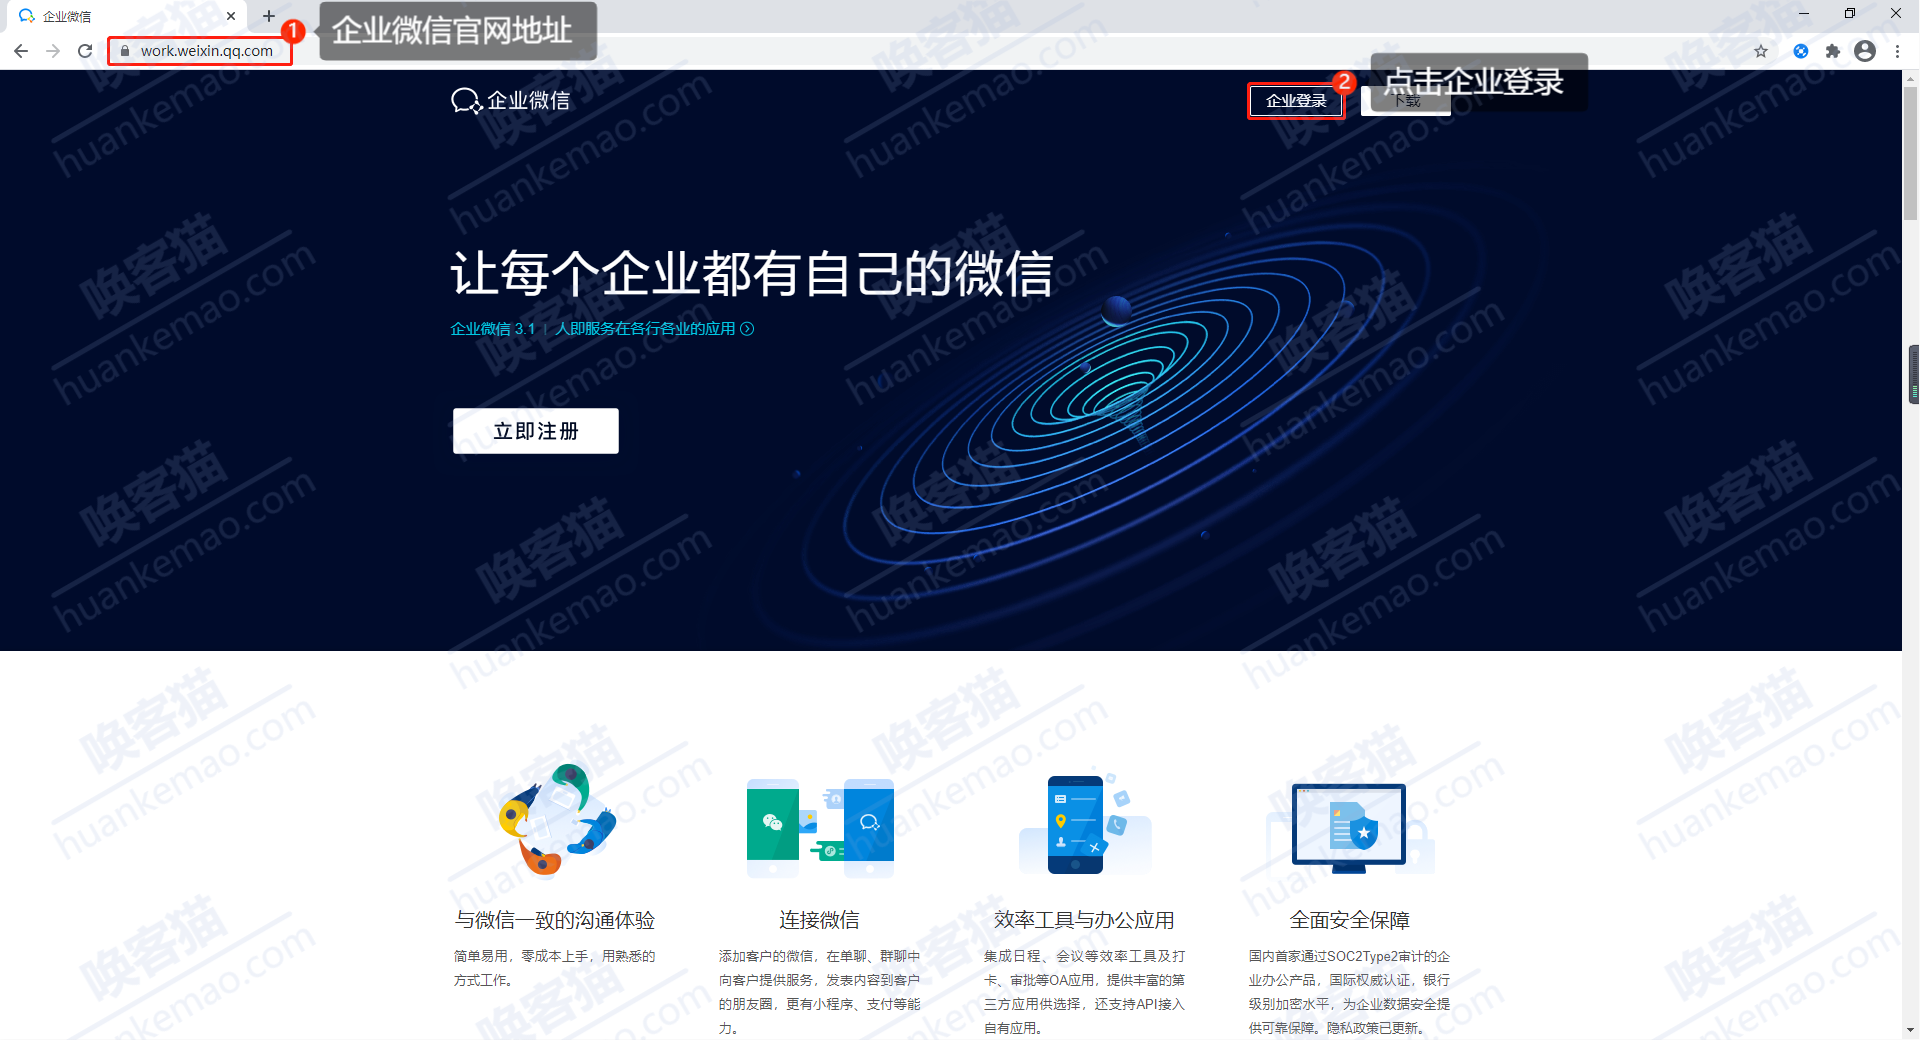 企业微信
1
企业微信官网地址
work.weixin.qq.com
企业微信
企业登录
2
点击企业登录
下载
让每个企业都有自己的微信
企业微信 3.1 | 人即服务在各行各业的应用
立即注册
与微信一致的沟通体验
简单易用，零成本上手，用熟悉的
方式工作。
连接微信
添加客户的微信，在单聊、群聊中
向客户提供服务，发表内容到客户
的朋友圈，更有小程序、支付等能
力。
效率工具与办公应用
集成日程、会议等效率工具及打
卡、审批等OA应用，提供丰富的第
三方应用供选择，还支持API接入
自有应用。
全面安全保障
国内首家通过SOC2Type2审计的企
业办公产品，国际权威认证，银行
级别加密水平，为企业数据安全提
供可靠保障。隐私政策已更新。
唤客猫
huankemao.com